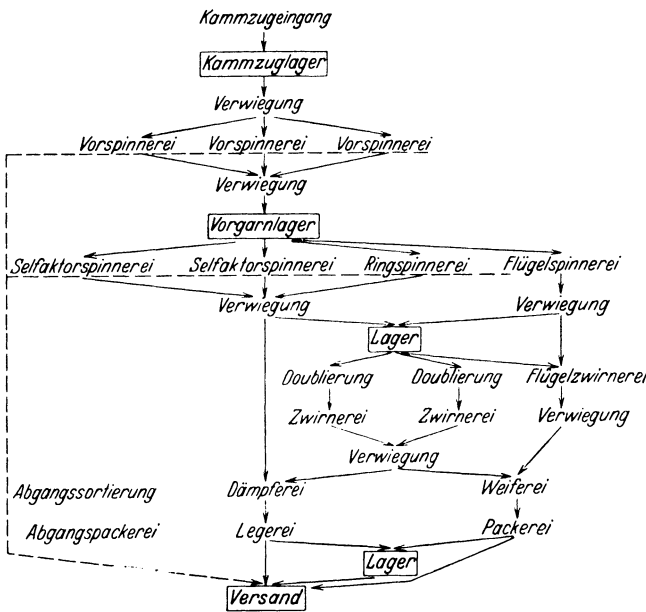 Kammzugeingang
Kammzuglager
Verwiegung
Vorspinnerei Vorspinnerei Vorspinnerei
Verwiegung
Vorgarnlager
Selfaktorspinnerei Selfaktorspinnerei Ringspinnerei Flügelspinnerei
Verwiegung Verwiegung
Lager
Doublierung Doublierung Flügelzwirnerei
Zwirnerei Zwirnerei Verwiegung
Verwiegung
Abgangssortierung Dämpferei Weiferei
Abgangspackerei Legerei Packerei
Lager
Versand